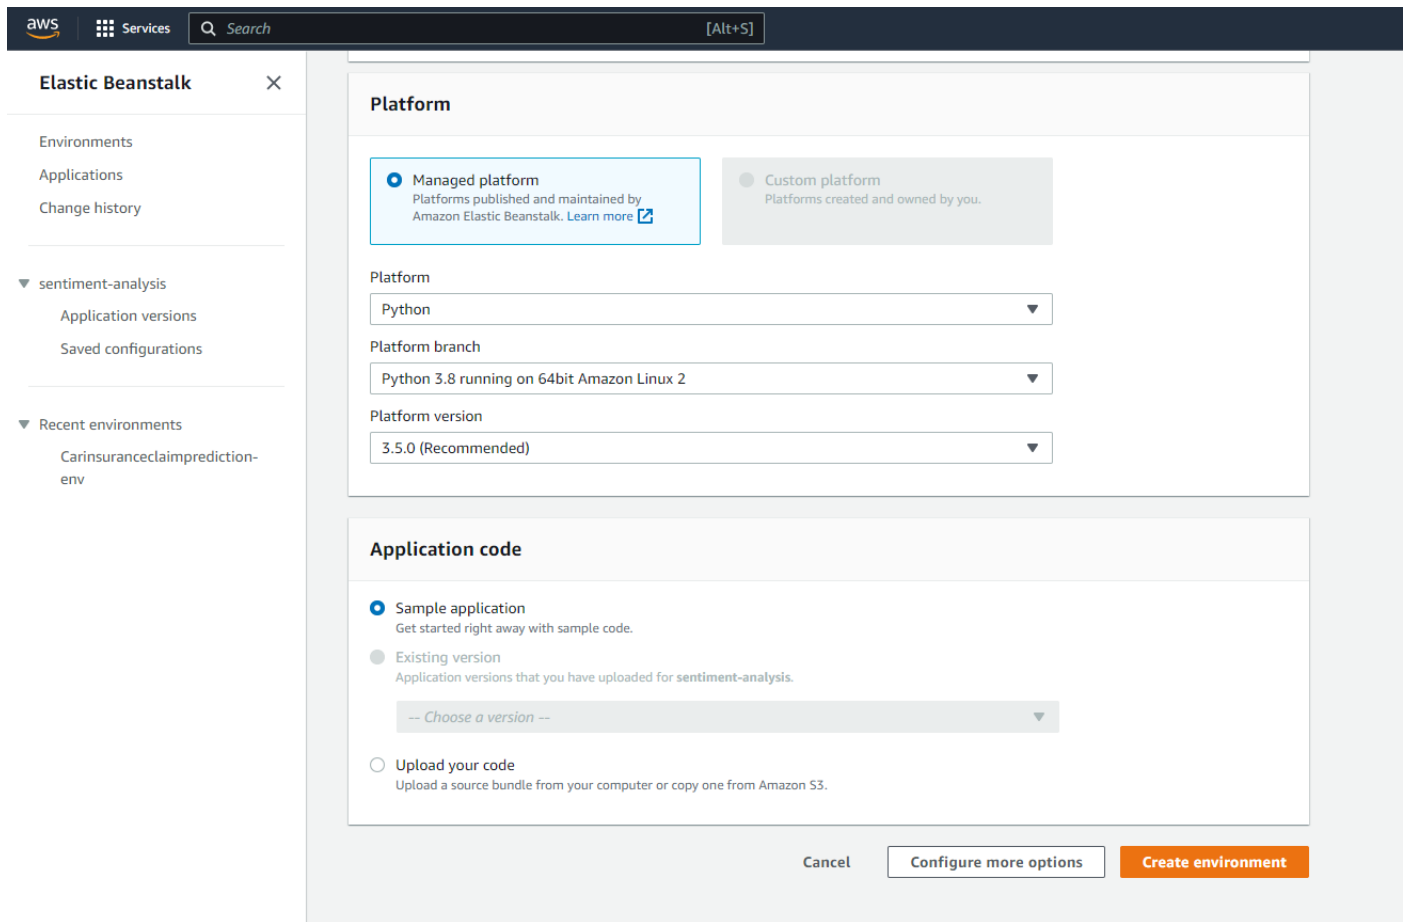 aws
Services
Search
[Alt+S]
Elastic Beanstalk
Environments
Applications
Change history
sentiment-analysis
Application versions
Saved configurations
Recent environments
Carinsuranceclaimprediction-
env
Platform
Managed platform
Platforms published and maintained by
Amazon Elastic Beanstalk. Learn more
Custom platform
Platforms created and owned by you.
Platform
Python
Platform branch
Python 3.8 running on 64bit Amazon Linux 2
Platform version
3.5.0 (Recommended)
Application code
Sample application
Get started right away with sample code.
Existing version
Application versions that you have uploaded for sentiment-analysis.
-- Choose a version --
Upload your code
Upload a source bundle from your computer or copy one from Amazon S3.
Cancel
Configure more options
Create environment